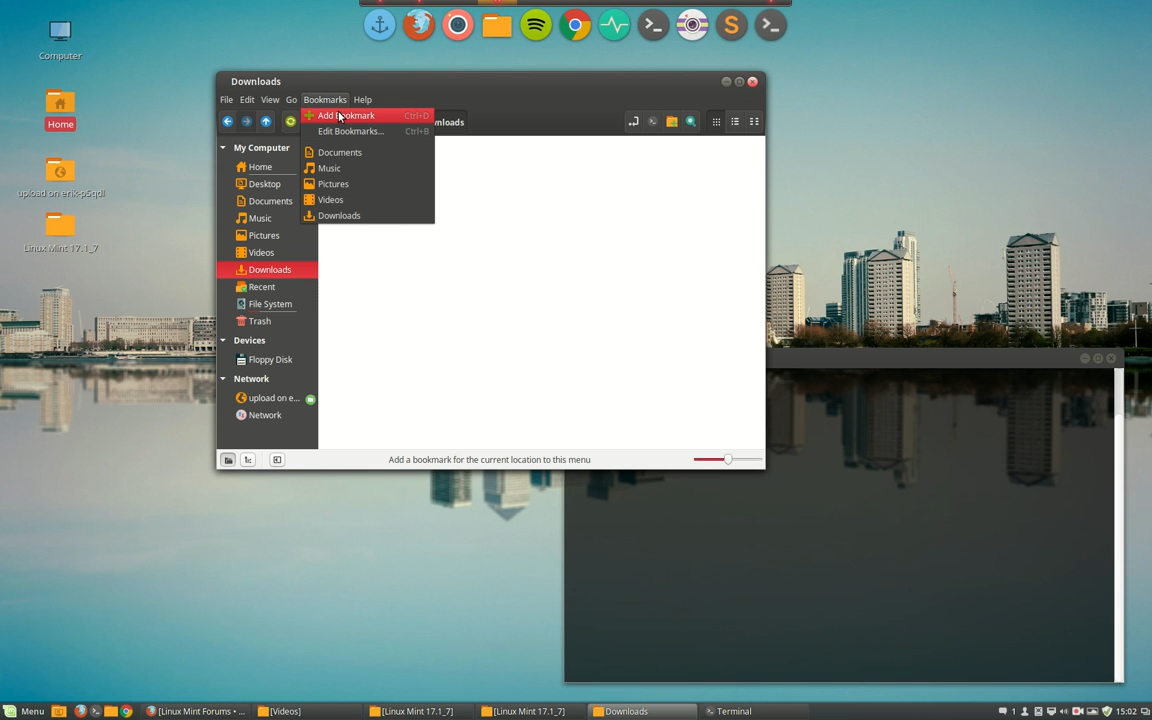 Computer
Home
upload on erik-p5qdl
Linux Mint 17.1_7
S
Downloads
File Edit View Go Bookmarks Help
Add Bookmark Ctrl+D
Edit Bookmarks... Ctrl+B
Documents
Music
Pictures
Videos
Downloads
nloads
My Computer
Home
Desktop
Documents
Music
Pictures
Videos
Downloads
Recent
File System
Trash
Devices
Floppy Disk
Network
upload on e...
Network
Add a bookmark for the current location to this menu
Menu [Linux Mint Forums • ... [Videos] [Linux Mint 17.1_7] [Linux Mint 17.1_7] Downloads Terminal 1 15:02